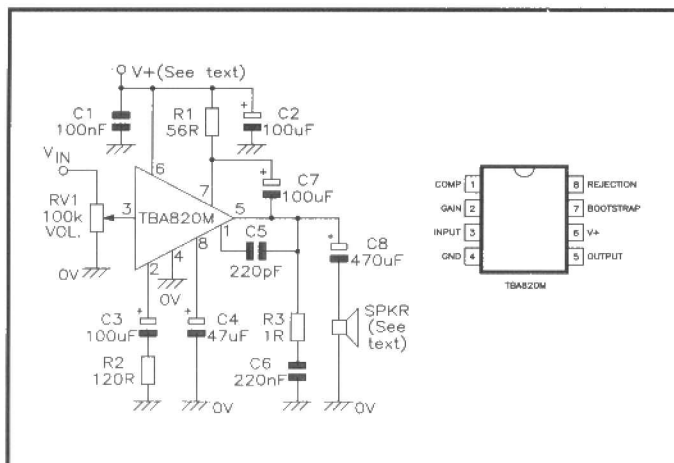 V+(See text)
C1
100nF
R1
56R
C2
100uF
+
VIN
RV1
100k
VOL.
0V
3
6
7
TBA820M
5
1
8
4
2
0V
C7
100uF
+
C5
220pF
C8
470uF
+
C3
100uF
+
R2
120R
C4
47uF
+
0V
R3
1R
C6
220nF
SPKR
(See
text)
0V
COMP 1
GAIN 2
INPUT 3
GND 4
8 REJECTION
7 BOOTSTRAP
6 V+
5 OUTPUT
TBA820M